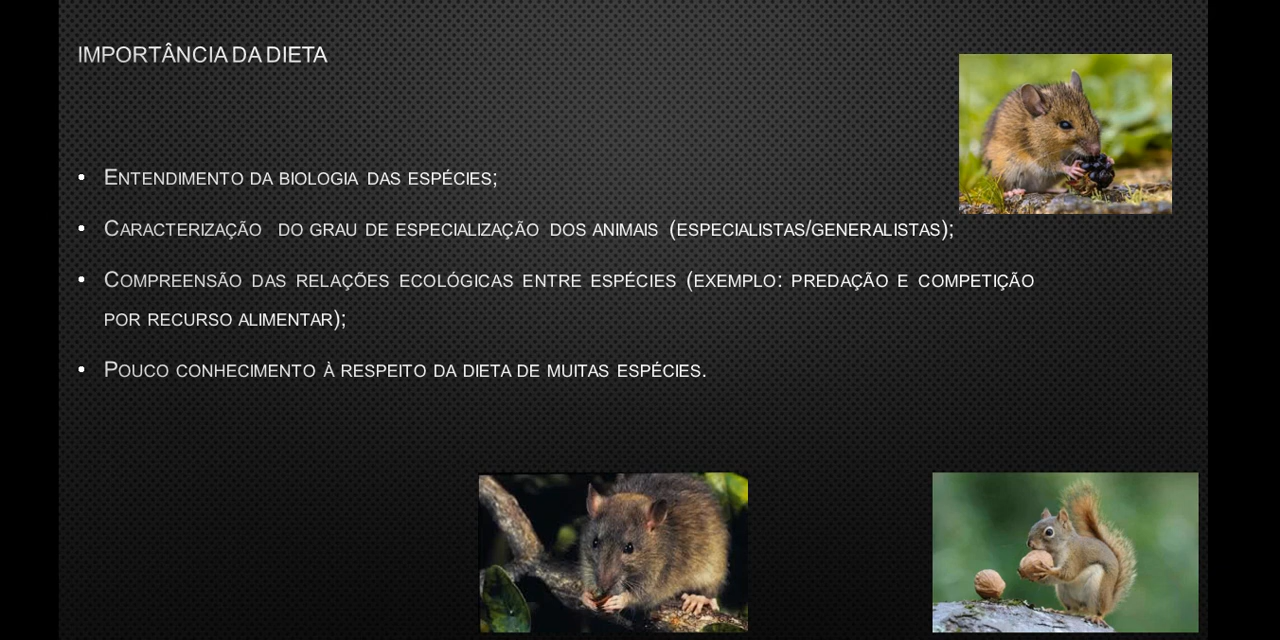 IMPORTÂNCIA DA DIETA
• ENTENDIMENTO DA BIOLOGIA DAS ESPÉCIES;
• CARACTERIZAÇÃO DO GRAU DE ESPECIALIZAÇÃO DOS ANIMAIS (ESPECIALISTAS/GENERALISTAS);
• COMPREENSÃO DAS RELAÇÕES ECOLÓGICAS ENTRE ESPÉCIES (EXEMPLO: PREDAÇÃO E COMPETIÇÃO
POR RECURSO ALIMENTAR);
• POUCO CONHECIMENTO À RESPEITO DA DIETA DE MUITAS ESPÉCIES.